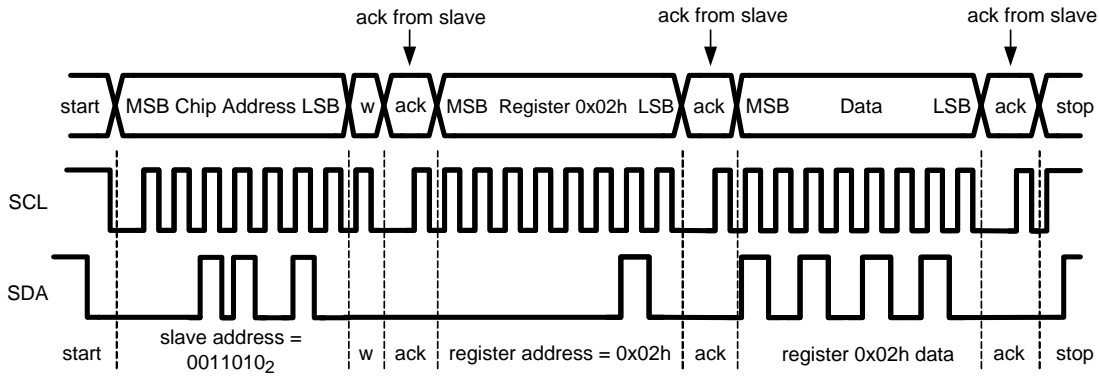 ack from slave ack from slave ack from slave
start MSB Chip Address LSB w ack MSB Register 0x02h LSB ack MSB Data LSB ack stop
SCL
SDA
slave address =
start 0011010₂ w ack register address = 0x02h ack register 0x02h data ack stop